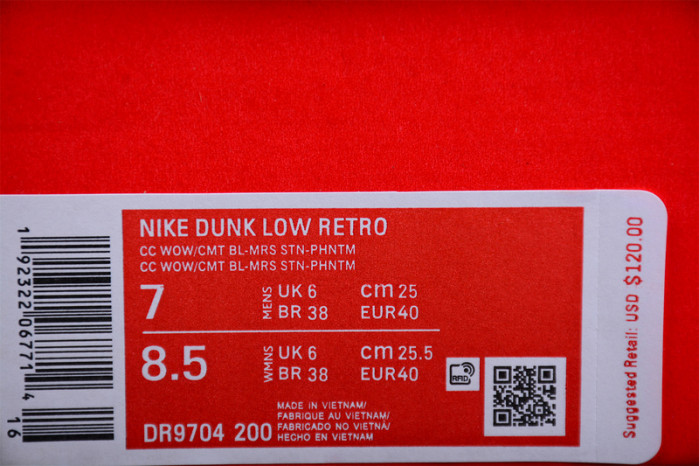 NIKE DUNK LOW RETRO
CC WOW/CMT BL-MRS STN-PHNTM
CC WOW/CMT BL-MRS STN-PHNTM
7 MENS UK 6 cm 25
BR 38 EUR40
8.5 WMNS UK 6 cm 25.5
BR 38 EUR40
RFID
MADE IN VIETNAM/
FABRIQUE AU VIETNAM/
FABRICADO NO VIETNÁ/
HECHO EN VIETNAM
DR9704 200
1 92322 06771 4
16
Suggested Retail: USD $120.00